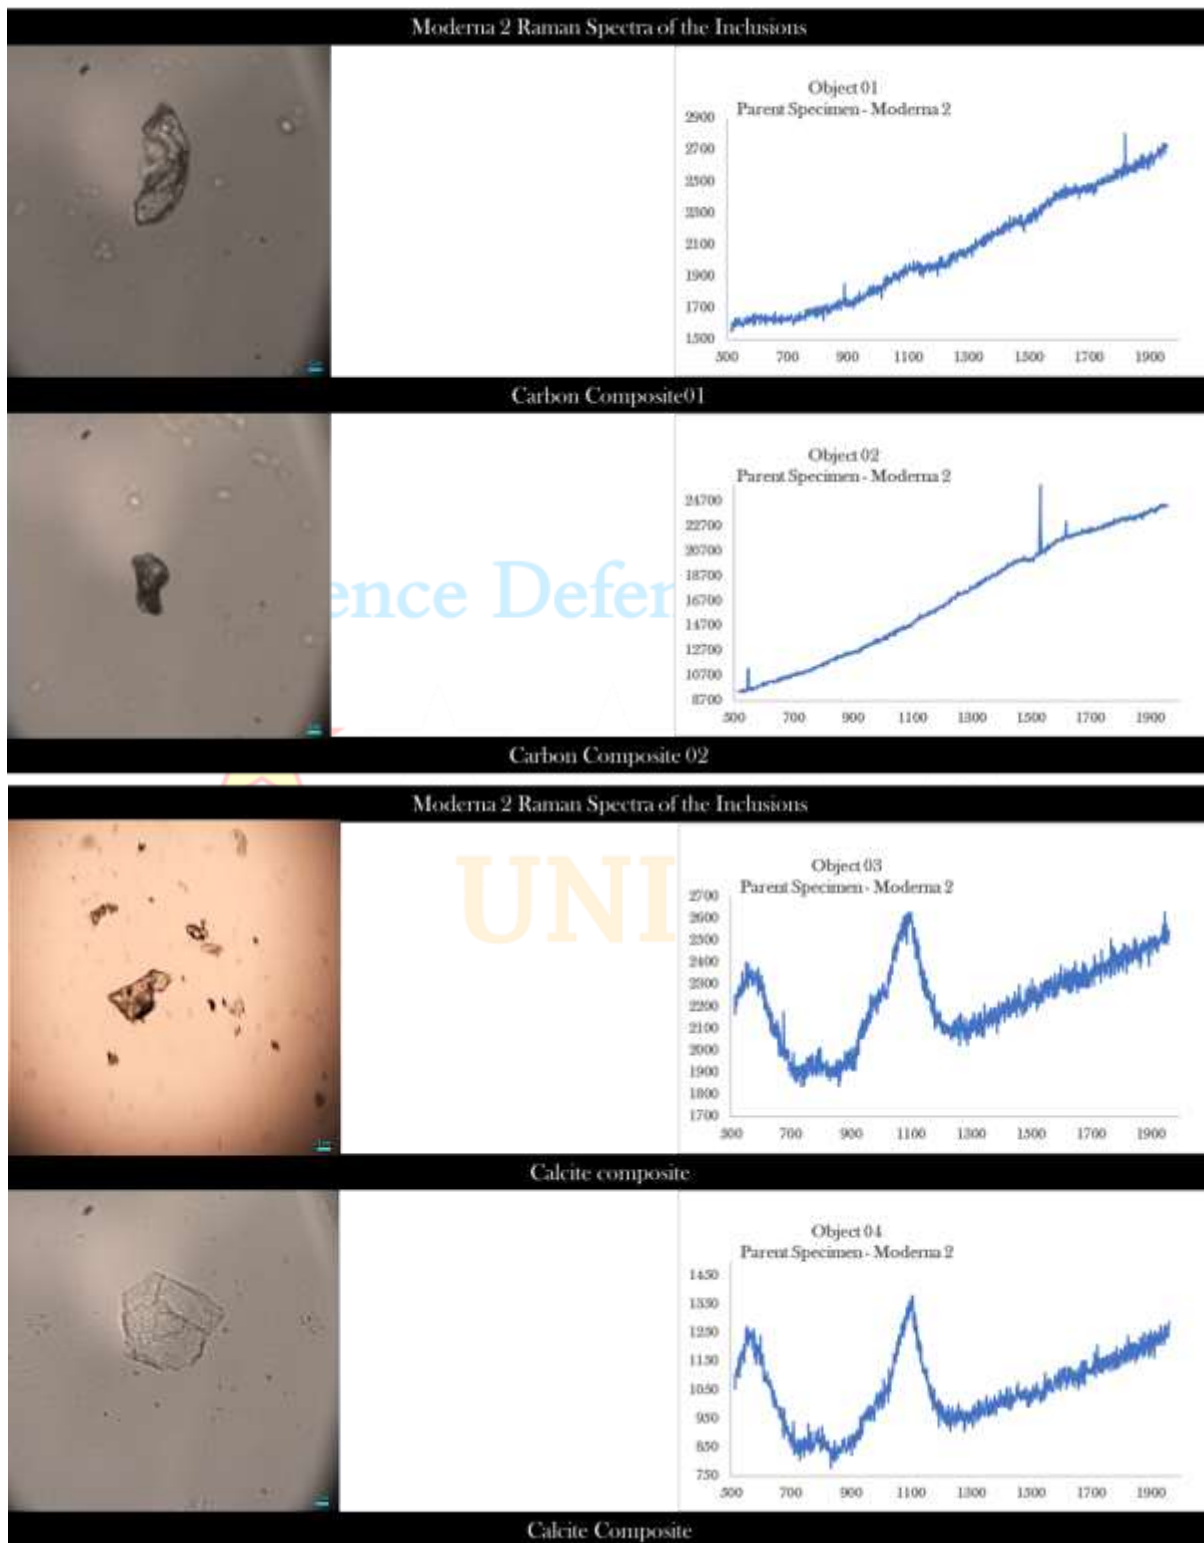 Moderna 2 Raman Spectra of the Inclusions
Object 01
Parent Specimen - Moderna 2
2900
2700
2500
2300
2100
1900
1700
1500
500 700 900 1100 1300 1500 1700 1900
Carbon Composite01
Object 02
Parent Specimen - Moderna 2
24700
22700
20700
18700
16700
14700
12700
10700
8700
500 700 900 1100 1300 1500 1700 1900
ence Defen
Carbon Composite 02
Moderna 2 Raman Spectra of the Inclusions
Object 03
Parent Specimen - Moderna 2
2700
2600
2500
2400
2300
2200
2100
2000
1900
1800
1700
500 700 900 1100 1300 1500 1700 1900
UNI
Calcite composite
Object 04
Parent Specimen - Moderna 2
1450
1350
1250
1150
1050
950
850
750
500 700 900 1100 1300 1500 1700 1900
Calcite Composite